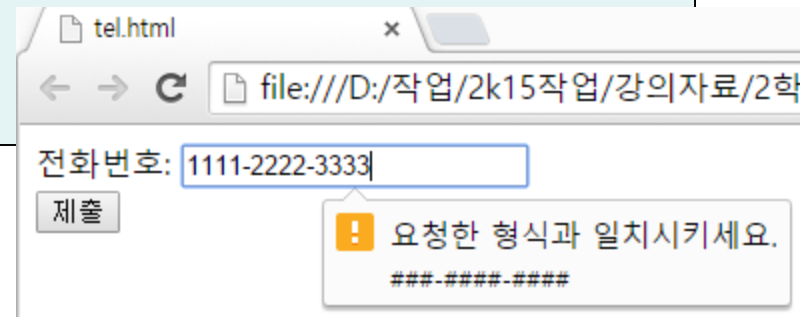 tel.html
file:///D:/작업/2k15작업/강의자료/2학
전화번호: 1111-2222-3333
제출
요청한 형식과 일치시키세요.
###-####-####